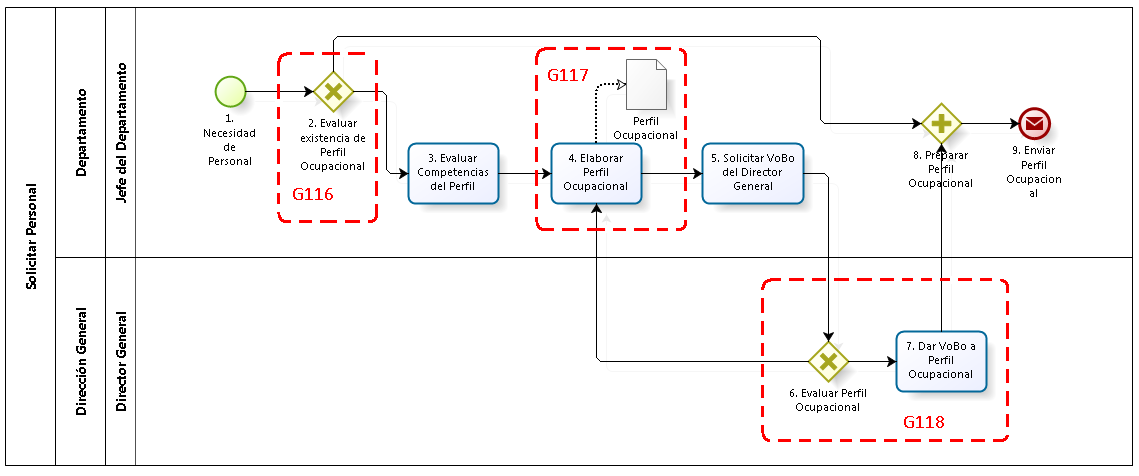 Solicitar Personal
Departamento
Jefe del Departamento
1.
Necesidad
de
Personal
2. Evaluar
existencia de
Perfil
Ocupacional
G116
3. Evaluar
Competencias
del Perfil
G117
Perfil
Ocupacional
4. Elaborar
Perfil
Ocupacional
5. Solicitar VoBo
del Director
General
8. Preparar
Perfil
Ocupacional
9. Enviar
Perfil
Ocupacion
al
Dirección General
Director General
6. Evaluar Perfil
Ocupacional
7. Dar VoBo a
Perfil
Ocupacional
G118